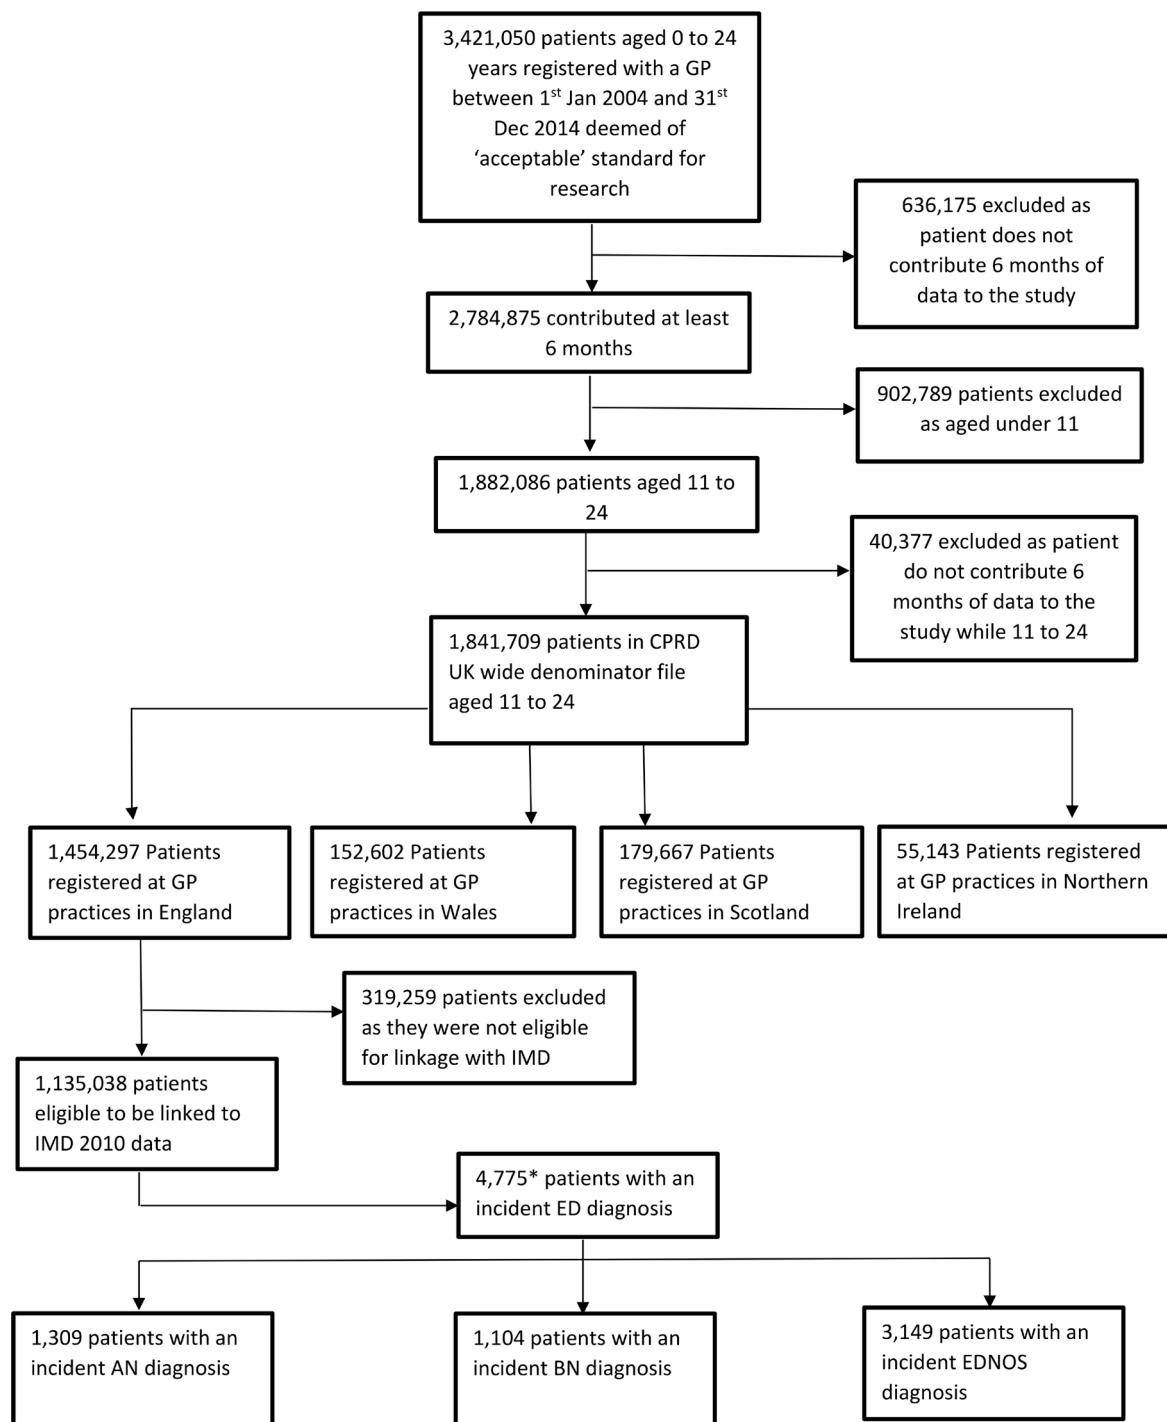 3,421,050 patients aged 0 to 24
years registered with a GP
between 1st Jan 2004 and 31st
Dec 2014 deemed of
‘acceptable’ standard for
research
636,175 excluded as
patient does not
contribute 6 months of
data to the study
2,784,875 contributed at least
6 months
902,789 patients excluded
as aged under 11
1,882,086 patients aged 11 to
24
40,377 excluded as patient
do not contribute 6
months of data to the
study while 11 to 24
1,841,709 patients in CPRD
UK wide denominator file
aged 11 to 24
1,454,297 Patients
registered at GP
practices in England
152,602 Patients
registered at GP
practices in Wales
179,667 Patients
registered at GP
practices in Scotland
55,143 Patients registered
at GP practices in Northern
Ireland
319,259 patients excluded
as they were not eligible
for linkage with IMD
1,135,038 patients
eligible to be linked to
IMD 2010 data
4,775* patients with an
incident ED diagnosis
1,309 patients with an
incident AN diagnosis
1,104 patients with an
incident BN diagnosis
3,149 patients with an
incident EDNOS
diagnosis